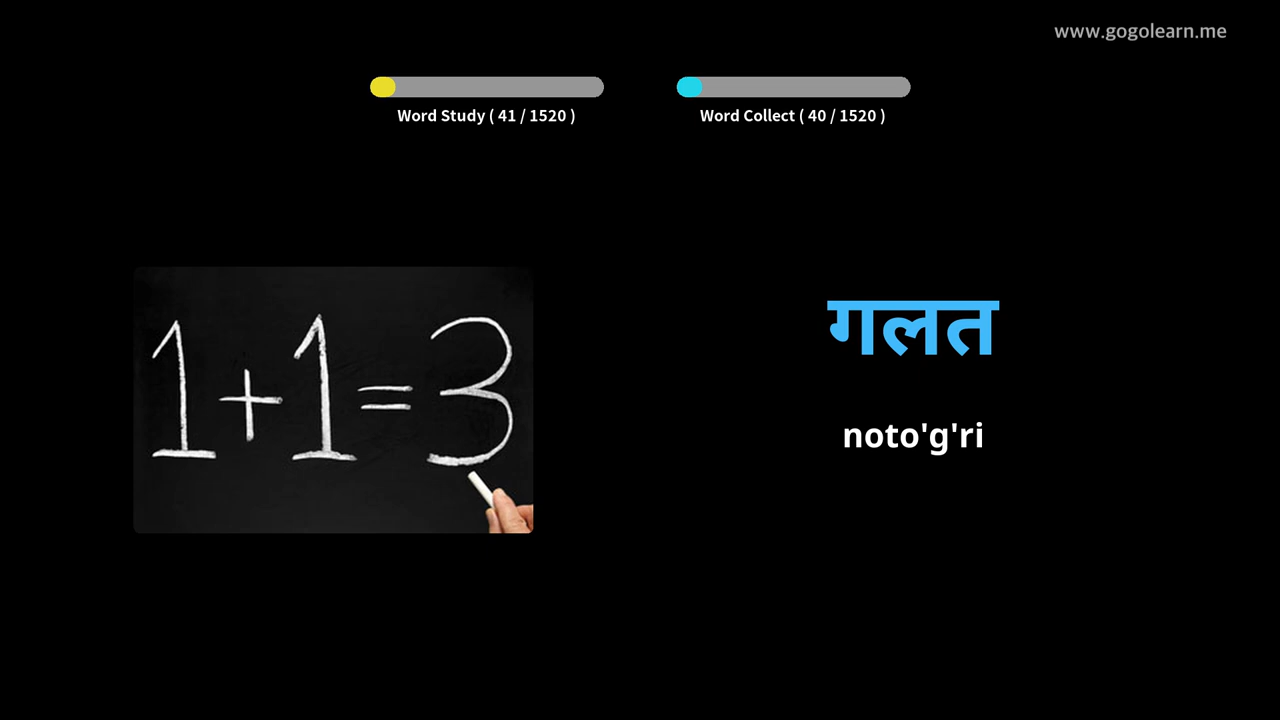 www.gogolearn.me
Word Study ( 41 / 1520 )
Word Collect ( 40 / 1520 )
1+1=3
गलत
noto'g'ri